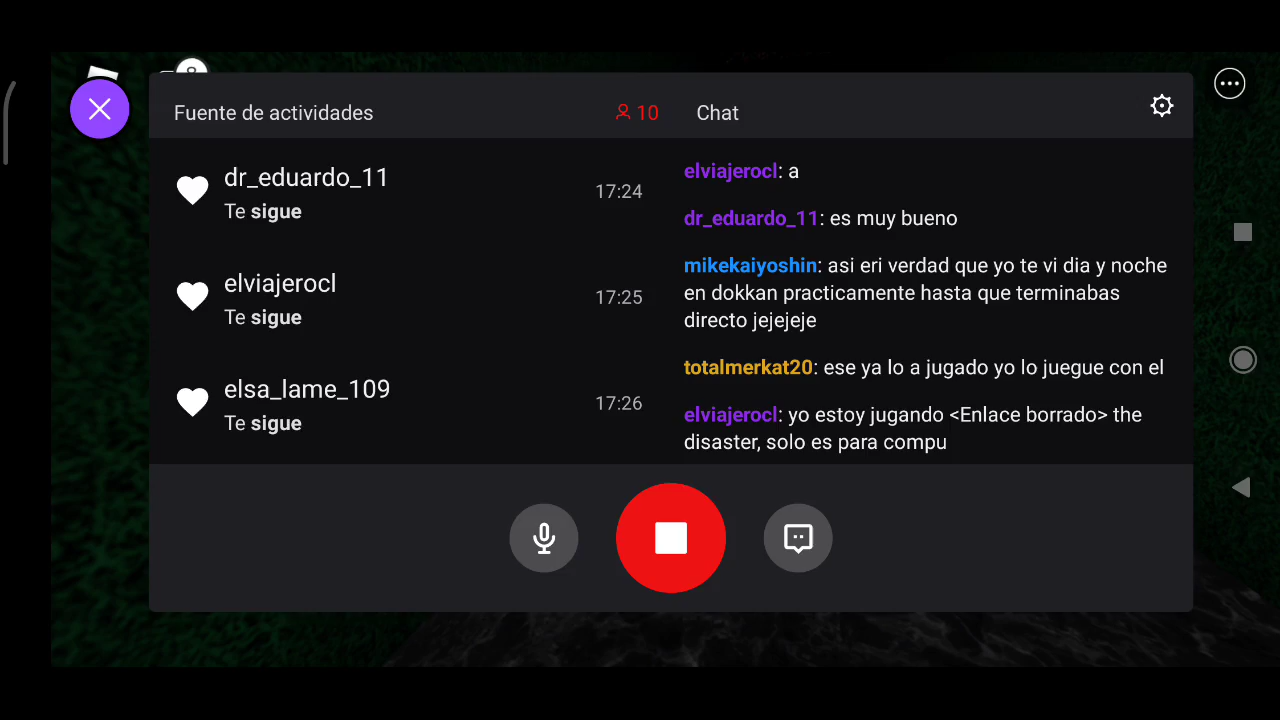 Fuente de actividades
10
Chat
dr_eduardo_11
Te sigue
17:24
elviajerocl
Te sigue
17:25
elsa_lame_109
Te sigue
17:26
elviajerocl: a
dr_eduardo_11: es muy bueno
mikekaiyoshin: asi eri verdad que yo te vi dia y noche
en dokkan practicamente hasta que terminabas
directo jejejeje
totalmerkat20: ese ya lo a jugado yo lo juegue con el
elviajerocl: yo estoy jugando <Enlace borrado> the
disaster, solo es para compu